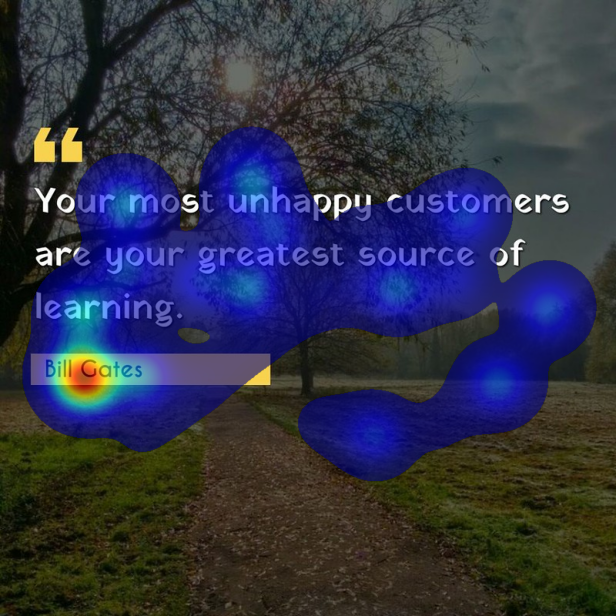 “
Your most unhappy customers
are your greatest source of
learning.
Bill Gates